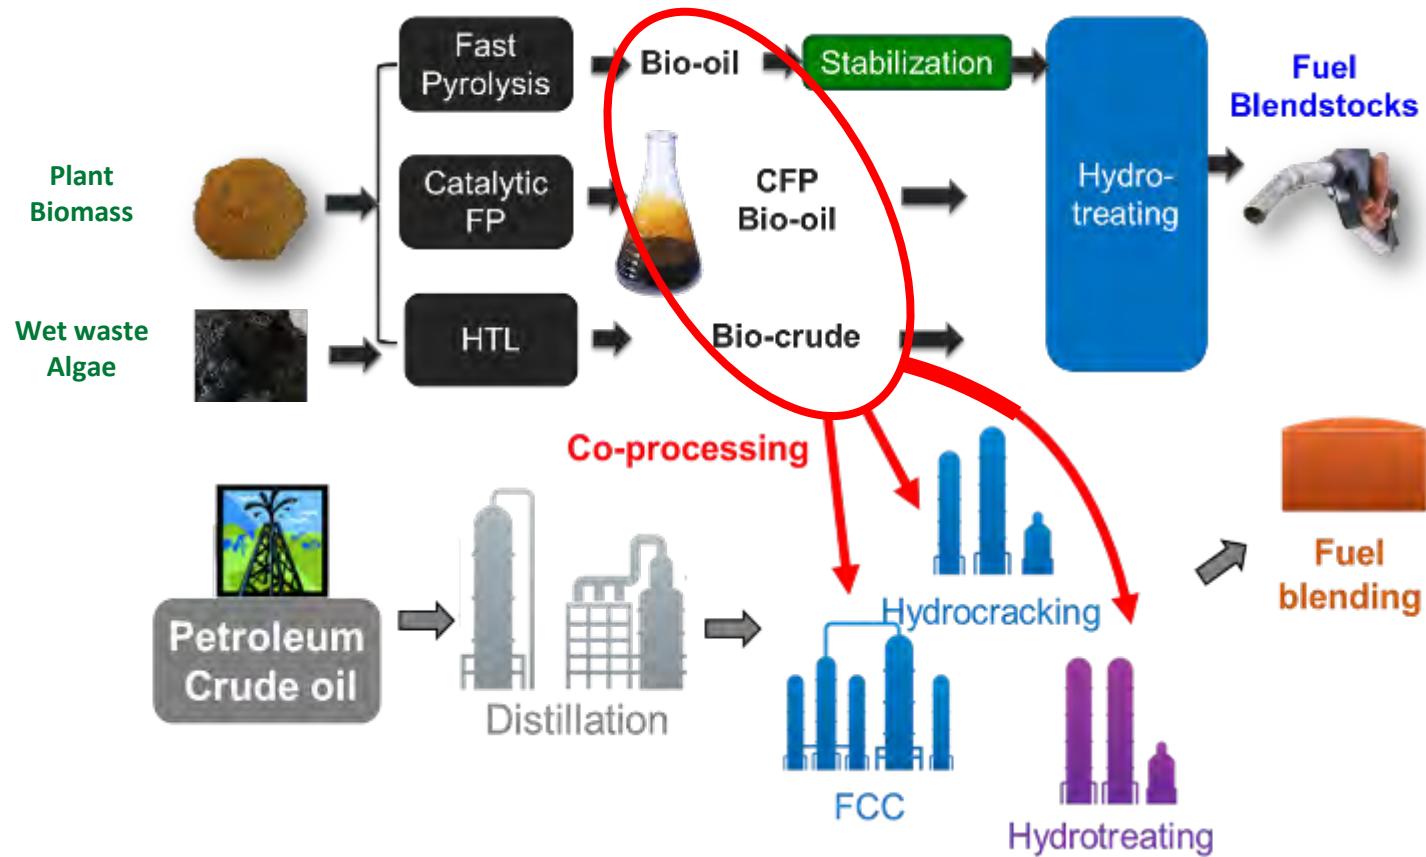 Fast
Pyrolysis
Bio-oil
Stabilization
Fuel
Blendstocks
Plant
Biomass
Catalytic
FP
CFP
Bio-oil
Hydro-
treating
Wet waste
Algae
HTL
Bio-crude
Co-processing
Petroleum
Crude oil
Distillation
Hydrocracking
FCC
Hydrotreating
Fuel
blending